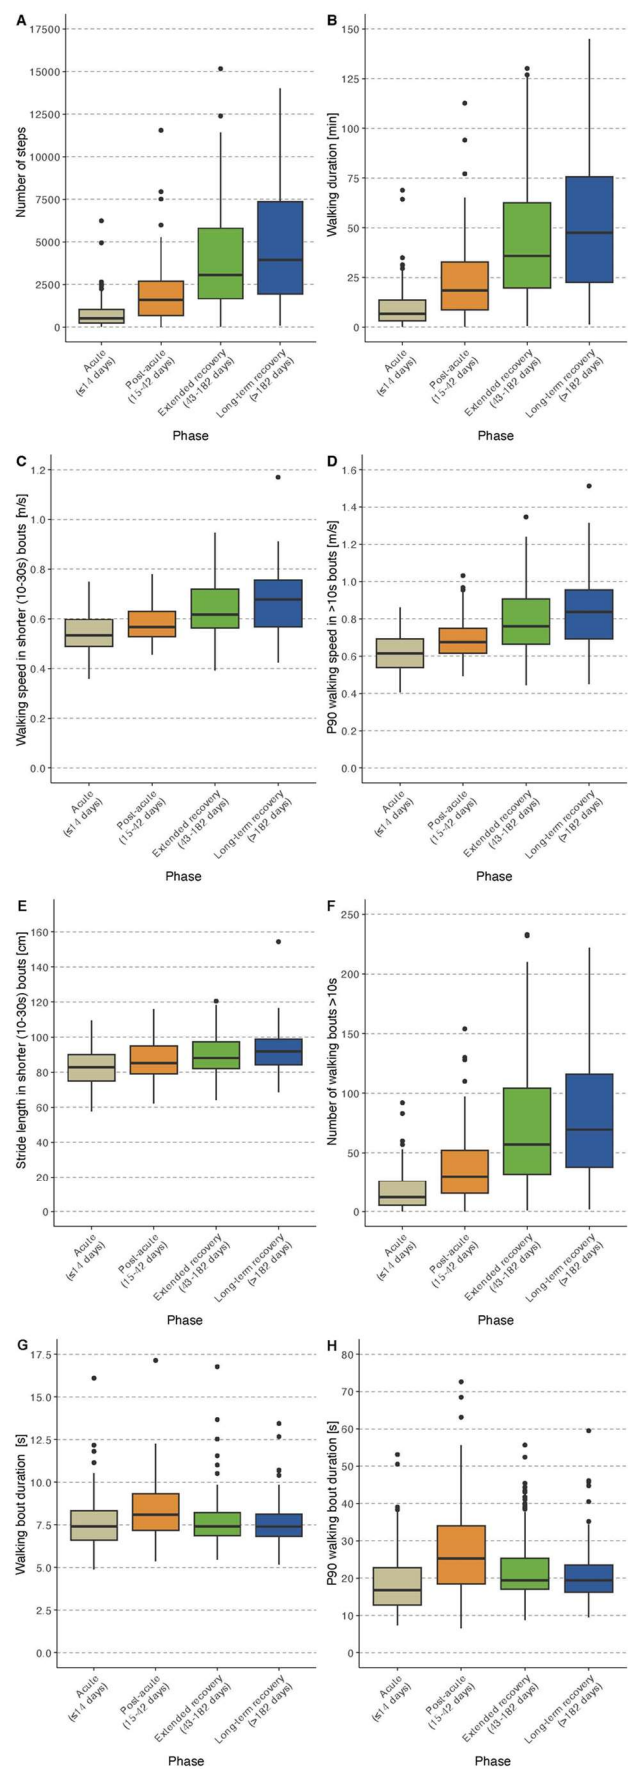 A
Number of steps
17500
15000
12500
10000
7500
5000
2500
0
Acute
(≤14 days)
Post-acute
(15-42 days)
Extended recovery
(43-182 days)
Long-term recovery
(>182 days)
Phase
B
Walking duration [min]
150
125
100
75
50
25
0
Acute
(≤14 days)
Post-acute
(15-42 days)
Extended recovery
(43-182 days)
Long-term recovery
(>182 days)
Phase
C
Walking speed in shorter (10-30s) bouts [m/s]
1.2
1.0
0.8
0.6
0.4
0.2
0.0
Acute
(≤14 days)
Post-acute
(15-42 days)
Extended recovery
(43-182 days)
Long-term recovery
(>182 days)
Phase
D
P90 walking speed in >10s bouts [m/s]
1.6
1.4
1.2
1.0
0.8
0.6
0.4
0.2
0.0
Acute
(≤14 days)
Post-acute
(15-42 days)
Extended recovery
(43-182 days)
Long-term recovery
(>182 days)
Phase
E
Stride length in shorter (10-30s) bouts [cm]
160
140
120
100
80
60
40
20
0
Acute
(≤14 days)
Post-acute
(15-42 days)
Extended recovery
(43-182 days)
Long-term recovery
(>182 days)
Phase
F
Number of walking bouts >10s
250
200
150
100
50
0
Acute
(≤14 days)
Post-acute
(15-42 days)
Extended recovery
(43-182 days)
Long-term recovery
(>182 days)
Phase
G
Walking bout duration [s]
17.5
15.0
12.5
10.0
7.5
5.0
2.5
0.0
Acute
(≤14 days)
Post-acute
(15-42 days)
Extended recovery
(43-182 days)
Long-term recovery
(>182 days)
Phase
H
P90 walking bout duration [s]
80
70
60
50
40
30
20
10
0
Acute
(≤14 days)
Post-acute
(15-42 days)
Extended recovery
(43-182 days)
Long-term recovery
(>182 days)
Phase